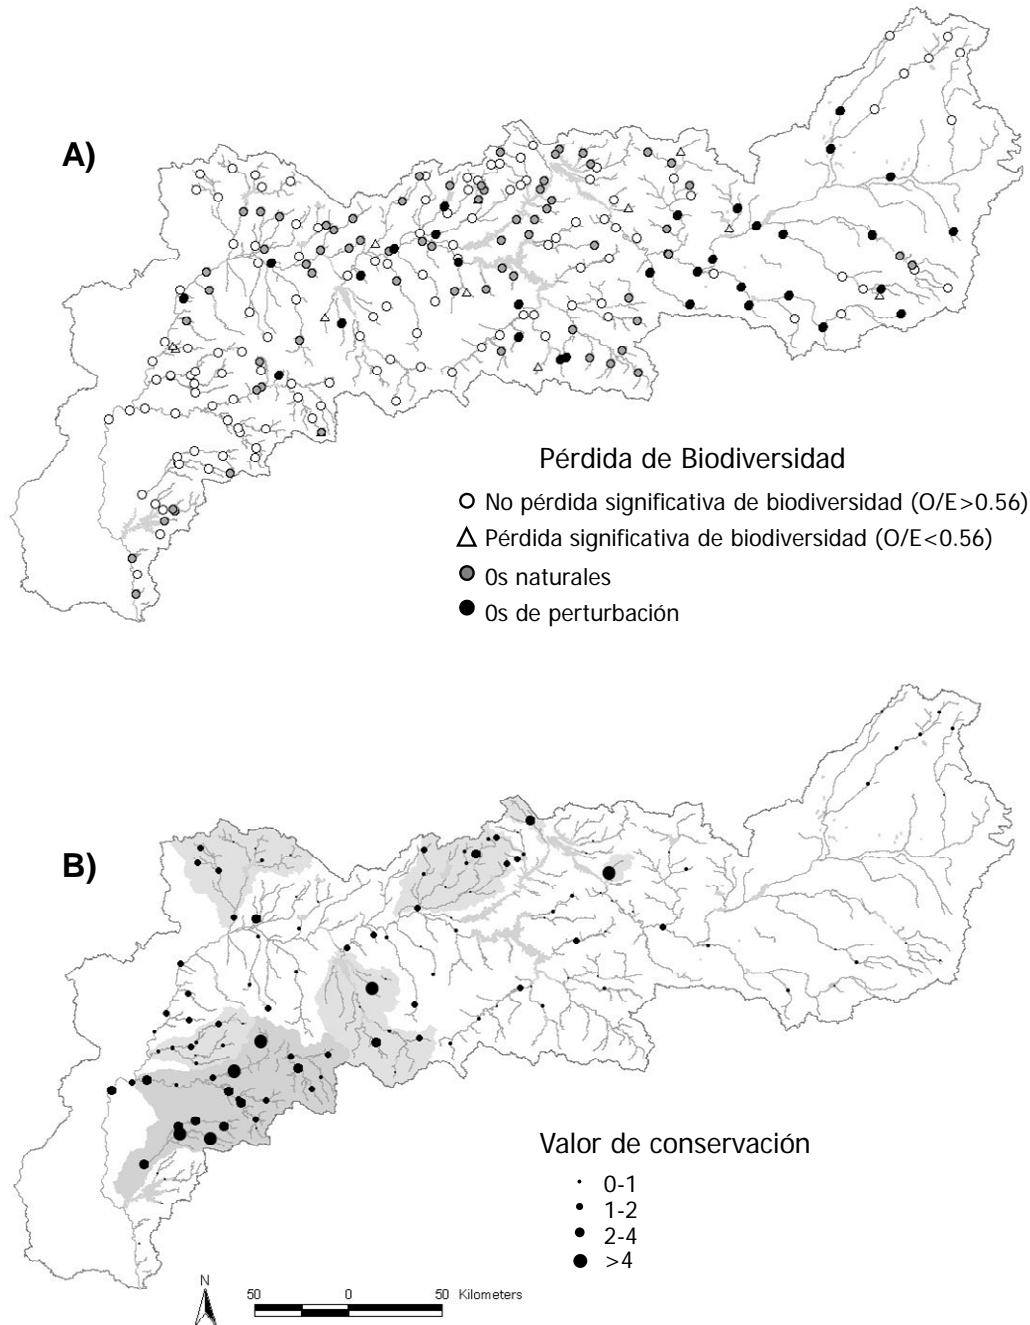 A)
Pérdida de Biodiversidad
No pérdida significativa de biodiversidad (O/E>0.56)
Pérdida significativa de biodiversidad (O/E<0.56)
0s naturales
0s de perturbación
B)
Valor de conservación
0-1
1-2
2-4
>4
N
50 0 50 Kilometers